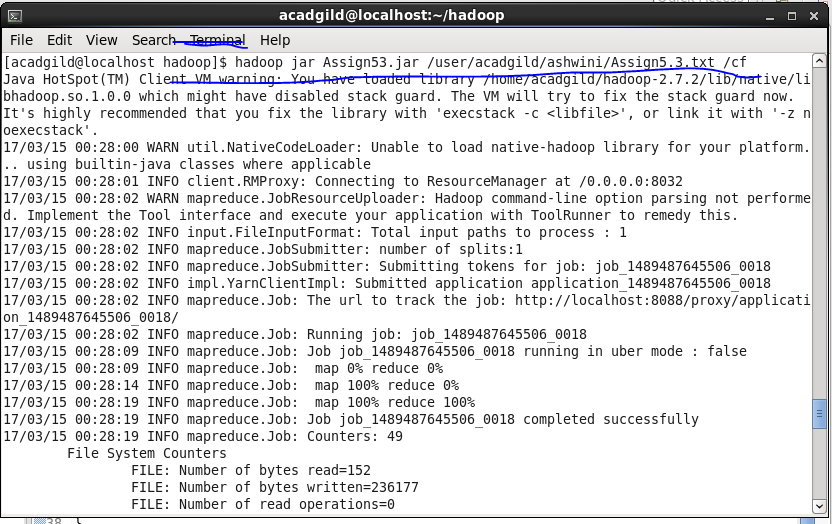 acadgild@localhost:~/hadoop
File Edit View Search Terminal Help
[acadgild@localhost hadoop]$ hadoop jar Assign53.jar /user/acadgild/ashwini/Assign5.3.txt /cf
Java HotSpot(TM) Client VM warning: You have loaded library /home/acadgild/hadoop-2.7.2/lib/native/li
bhadoop.so.1.0.0 which might have disabled stack guard. The VM will try to fix the stack guard now.
It's highly recommended that you fix the library with 'execstack -c <libfile>', or link it with '-z n
oexecstack'.
17/03/15 00:28:00 WARN util.NativeCodeLoader: Unable to load native-hadoop library for your platform.
.. using builtin-java classes where applicable
17/03/15 00:28:01 INFO client.RMProxy: Connecting to ResourceManager at /0.0.0.0:8032
17/03/15 00:28:02 WARN mapreduce.JobResourceUploader: Hadoop command-line option parsing not performe
d. Implement the Tool interface and execute your application with ToolRunner to remedy this.
17/03/15 00:28:02 INFO input.FileInputFormat: Total input paths to process : 1
17/03/15 00:28:02 INFO mapreduce.JobSubmitter: number of splits:1
17/03/15 00:28:02 INFO mapreduce.JobSubmitter: Submitting tokens for job: job_1489487645506_0018
17/03/15 00:28:02 INFO impl.YarnClientImpl: Submitted application application_1489487645506_0018
17/03/15 00:28:02 INFO mapreduce.Job: The url to track the job: http://localhost:8088/proxy/applicati
on_1489487645506_0018/
17/03/15 00:28:02 INFO mapreduce.Job: Running job: job_1489487645506_0018
17/03/15 00:28:09 INFO mapreduce.Job: Job job_1489487645506_0018 running in uber mode : false
17/03/15 00:28:09 INFO mapreduce.Job:  map 0% reduce 0%
17/03/15 00:28:14 INFO mapreduce.Job:  map 100% reduce 0%
17/03/15 00:28:19 INFO mapreduce.Job:  map 100% reduce 100%
17/03/15 00:28:19 INFO mapreduce.Job: Job job_1489487645506_0018 completed successfully
17/03/15 00:28:19 INFO mapreduce.Job: Counters: 49
File System Counters
FILE: Number of bytes read=152
FILE: Number of bytes written=236177
FILE: Number of read operations=0